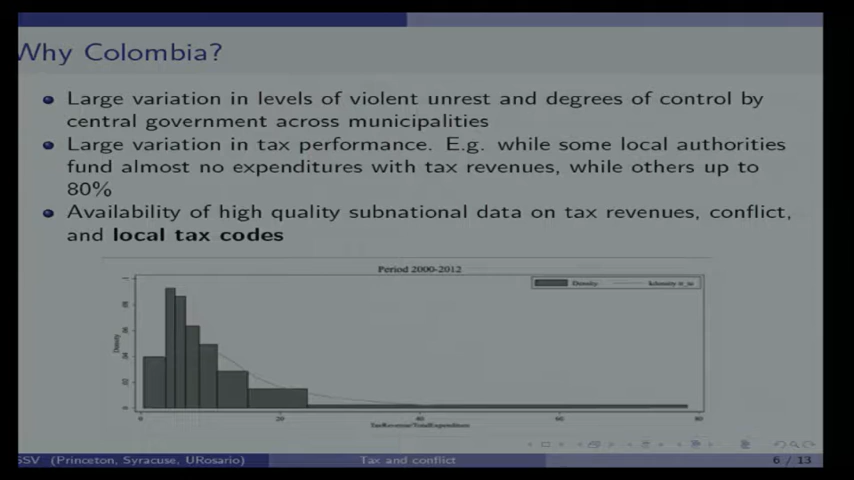 Why Colombia?
Large variation in levels of violent unrest and degrees of control by
central government across municipalities
Large variation in tax performance. E.g. while some local authorities
fund almost no expenditures with tax revenues, while others up to
80%
Availability of high quality subnational data on tax revenues, conflict,
and local tax codes
Period 2000-2012
Density
Density
0 20 40 60 80
TaxRevenue/TotalExpenditure
SSV (Princeton, Syracuse, URosario) Tax and conflict 6 / 13